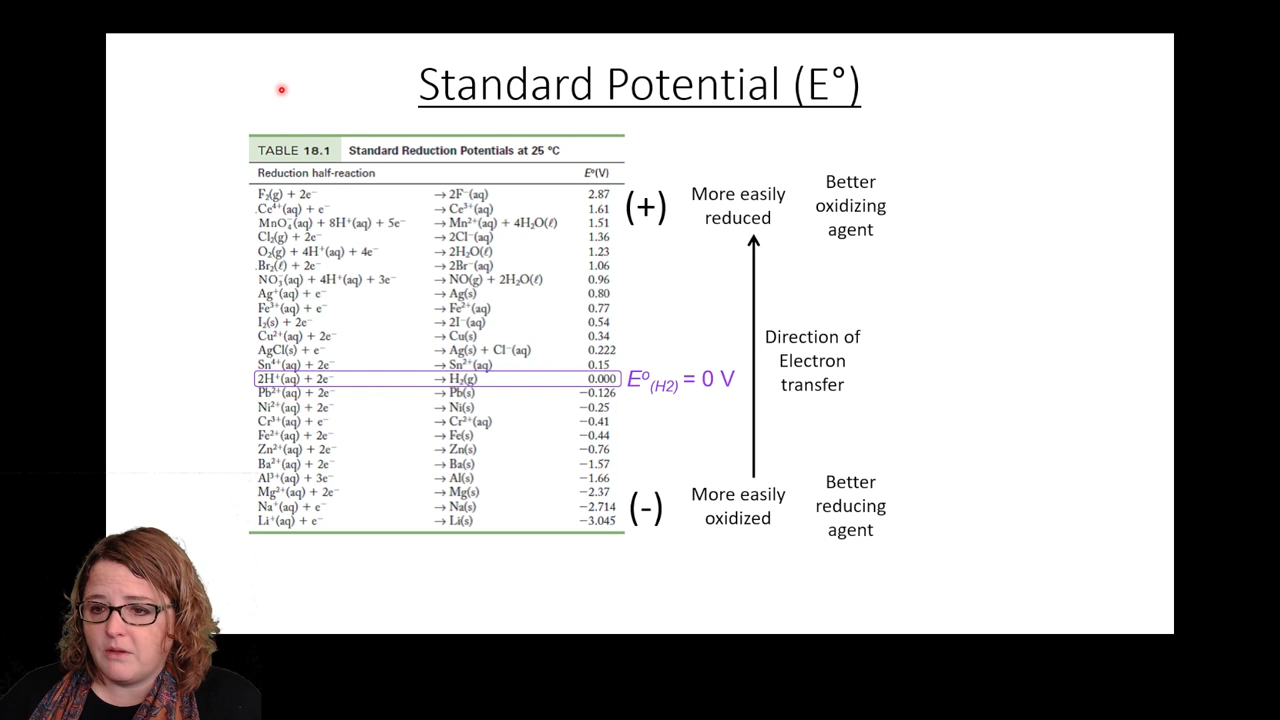 Standard Potential (E°)
TABLE 18.1 Standard Reduction Potentials at 25 °C
Reduction half-reaction E°(V)
F₂(g) + 2e⁻ → 2F⁻(aq) 2.87
Ce⁴⁺(aq) + e⁻ → Ce³⁺(aq) 1.61
MnO₄⁻(aq) + 8H⁺(aq) + 5e⁻ → Mn²⁺(aq) + 4H₂O(ℓ) 1.51
Cl₂(g) + 2e⁻ → 2Cl⁻(aq) 1.36
O₂(g) + 4H⁺(aq) + 4e⁻ → 2H₂O(ℓ) 1.23
Br₂(ℓ) + 2e⁻ → 2Br⁻(aq) 1.06
NO₃⁻(aq) + 4H⁺(aq) + 3e⁻ → NO(g) + 2H₂O(ℓ) 0.96
Ag⁺(aq) + e⁻ → Ag(s) 0.80
Fe³⁺(aq) + e⁻ → Fe²⁺(aq) 0.77
I₂(s) + 2e⁻ → 2I⁻(aq) 0.54
Cu²⁺(aq) + 2e⁻ → Cu(s) 0.34
AgCl(s) + e⁻ → Ag(s) + Cl⁻(aq) 0.222
Sn⁴⁺(aq) + 2e⁻ → Sn²⁺(aq) 0.15
2H⁺(aq) + 2e⁻ → H₂(g) 0.000
Pb²⁺(aq) + 2e⁻ → Pb(s) −0.126
Ni²⁺(aq) + 2e⁻ → Ni(s) −0.25
Cr³⁺(aq) + e⁻ → Cr²⁺(aq) −0.41
Fe²⁺(aq) + 2e⁻ → Fe(s) −0.44
Zn²⁺(aq) + 2e⁻ → Zn(s) −0.76
Ba²⁺(aq) + 2e⁻ → Ba(s) −1.57
Al³⁺(aq) + 3e⁻ → Al(s) −1.66
Mg²⁺(aq) + 2e⁻ → Mg(s) −2.37
Na⁺(aq) + e⁻ → Na(s) −2.714
Li⁺(aq) + e⁻ → Li(s) −3.045
(+)
More easily
reduced
Better
oxidizing
agent
E°(H2) = 0 V
Direction of
Electron
transfer
(-)
More easily
oxidized
Better
reducing
agent